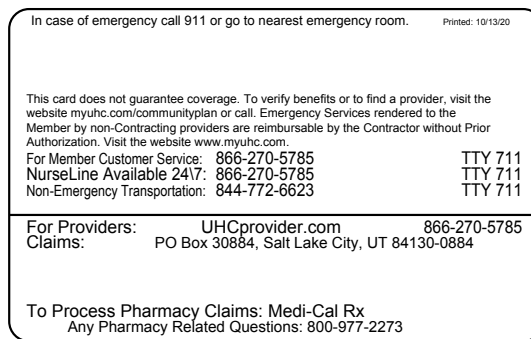 In case of emergency call 911 or go to nearest emergency room. Printed: 10/13/20
This card does not guarantee coverage. To verify benefits or to find a provider, visit the
website myuhc.com/communityplan or call. Emergency Services rendered to the
Member by non-Contracting providers are reimbursable by the Contractor without Prior
Authorization. Visit the website www.myuhc.com.
For Member Customer Service: 866-270-5785 TTY 711
NurseLine Available 24\7: 866-270-5785 TTY 711
Non-Emergency Transportation: 844-772-6623 TTY 711
For Providers: UHCprovider.com 866-270-5785
Claims: PO Box 30884, Salt Lake City, UT 84130-0884
To Process Pharmacy Claims: Medi-Cal Rx
Any Pharmacy Related Questions: 800-977-2273